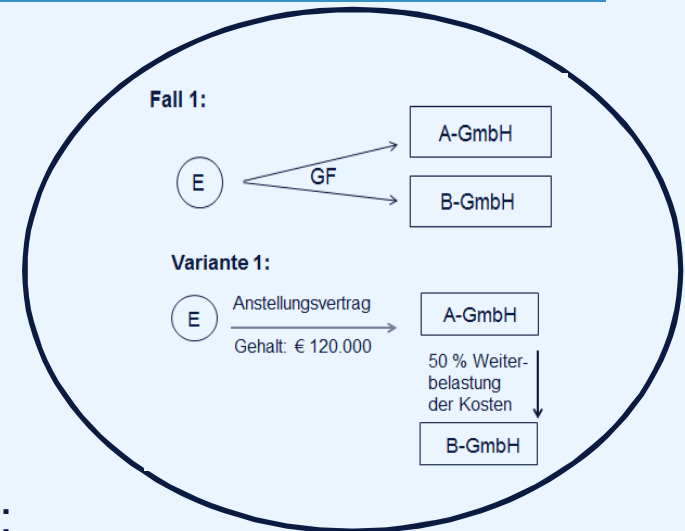 Fall 1:
A-GmbH
E
GF
B-GmbH
Variante 1:
E
Anstellungsvertrag
Gehalt: € 120.000
A-GmbH
50 % Weiter-
belastung
der Kosten
B-GmbH
: